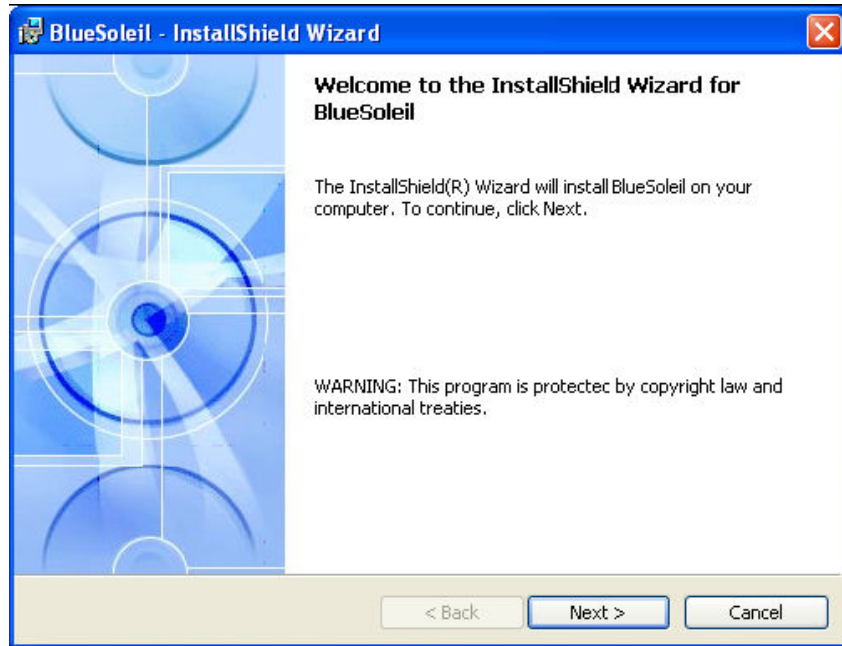 BlueSoleil - InstallShield Wizard
Welcome to the InstallShield Wizard for
BlueSoleil
The InstallShield(R) Wizard will install BlueSoleil on your
computer. To continue, click Next.
WARNING: This program is protectec by copyright law and
international treaties.
< Back Next > Cancel